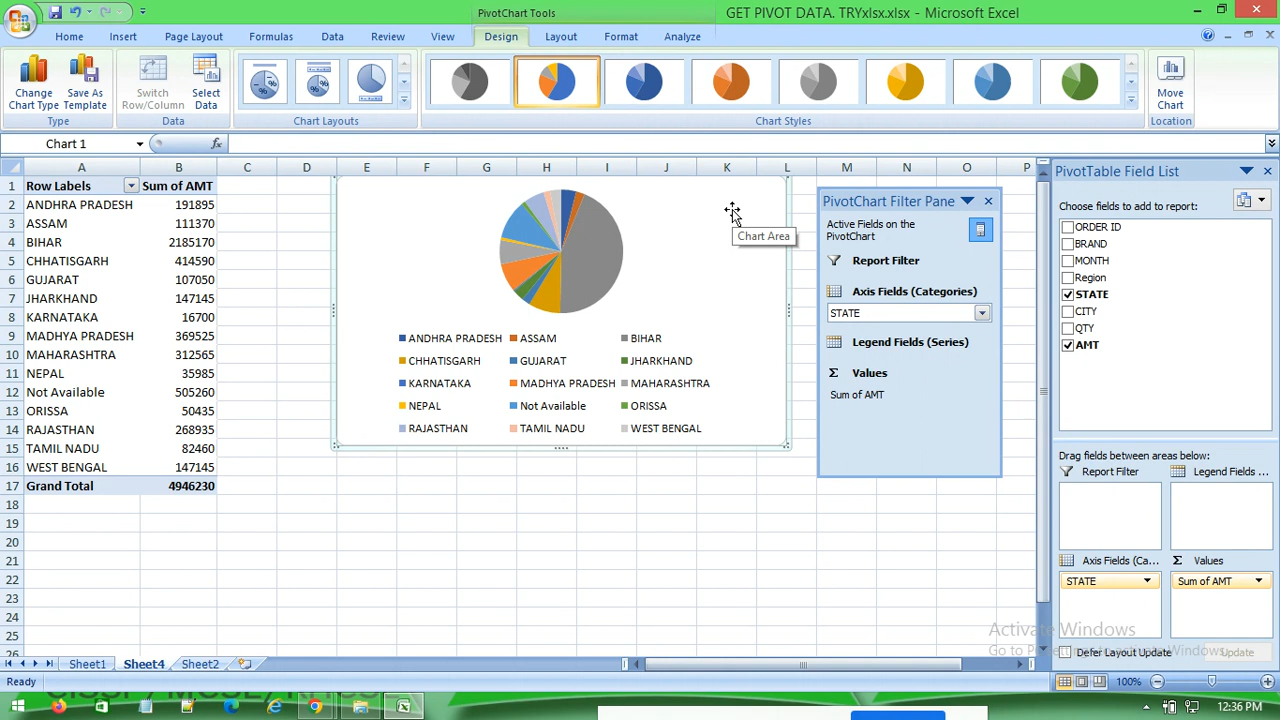 PivotChart Tools
GET PIVOT DATA. TRYxlsx.xlsx - Microsoft Excel
Home Insert Page Layout Formulas Data Review View Design Layout Format Analyze
Change Chart Type
Save As Template
Switch Row/Column
Select Data
Move Chart
Type Data Chart Layouts Chart Styles Location
Chart 1
fx
A B C D E F G H I J K L M N O P
1 Row Labels Sum of AMT
2 ANDHRA PRADESH 191895
3 ASSAM 111370
4 BIHAR 2185170
5 CHHATISGARH 414590
6 GUJARAT 107050
7 JHARKHAND 147145
8 KARNATAKA 16700
9 MADHYA PRADESH 369525
10 MAHARASHTRA 312565
11 NEPAL 35985
12 Not Available 505260
13 ORISSA 50435
14 RAJASTHAN 268935
15 TAMIL NADU 82460
16 WEST BENGAL 147145
17 Grand Total 4946230
18
19
20
21
22
23
24
25
26
Chart Area
ANDHRA PRADESH ASSAM BIHAR
CHHATISGARH GUJARAT JHARKHAND
KARNATAKA MADHYA PRADESH MAHARASHTRA
NEPAL Not Available ORISSA
RAJASTHAN TAMIL NADU WEST BENGAL
PivotChart Filter Pane
Active Fields on the
PivotChart
Report Filter
Axis Fields (Categories)
STATE
Legend Fields (Series)
Σ Values
Sum of AMT
PivotTable Field List
Choose fields to add to report:
ORDER ID
BRAND
MONTH
Region
STATE
CITY
QTY
AMT
Drag fields between areas below:
Report Filter Legend Fields ...
Axis Fields (Ca... Σ Values
STATE Sum of AMT
Activate Windows
Defer Layout Update Update
Sheet1 Sheet4 Sheet2
Ready
100%
12:36 PM